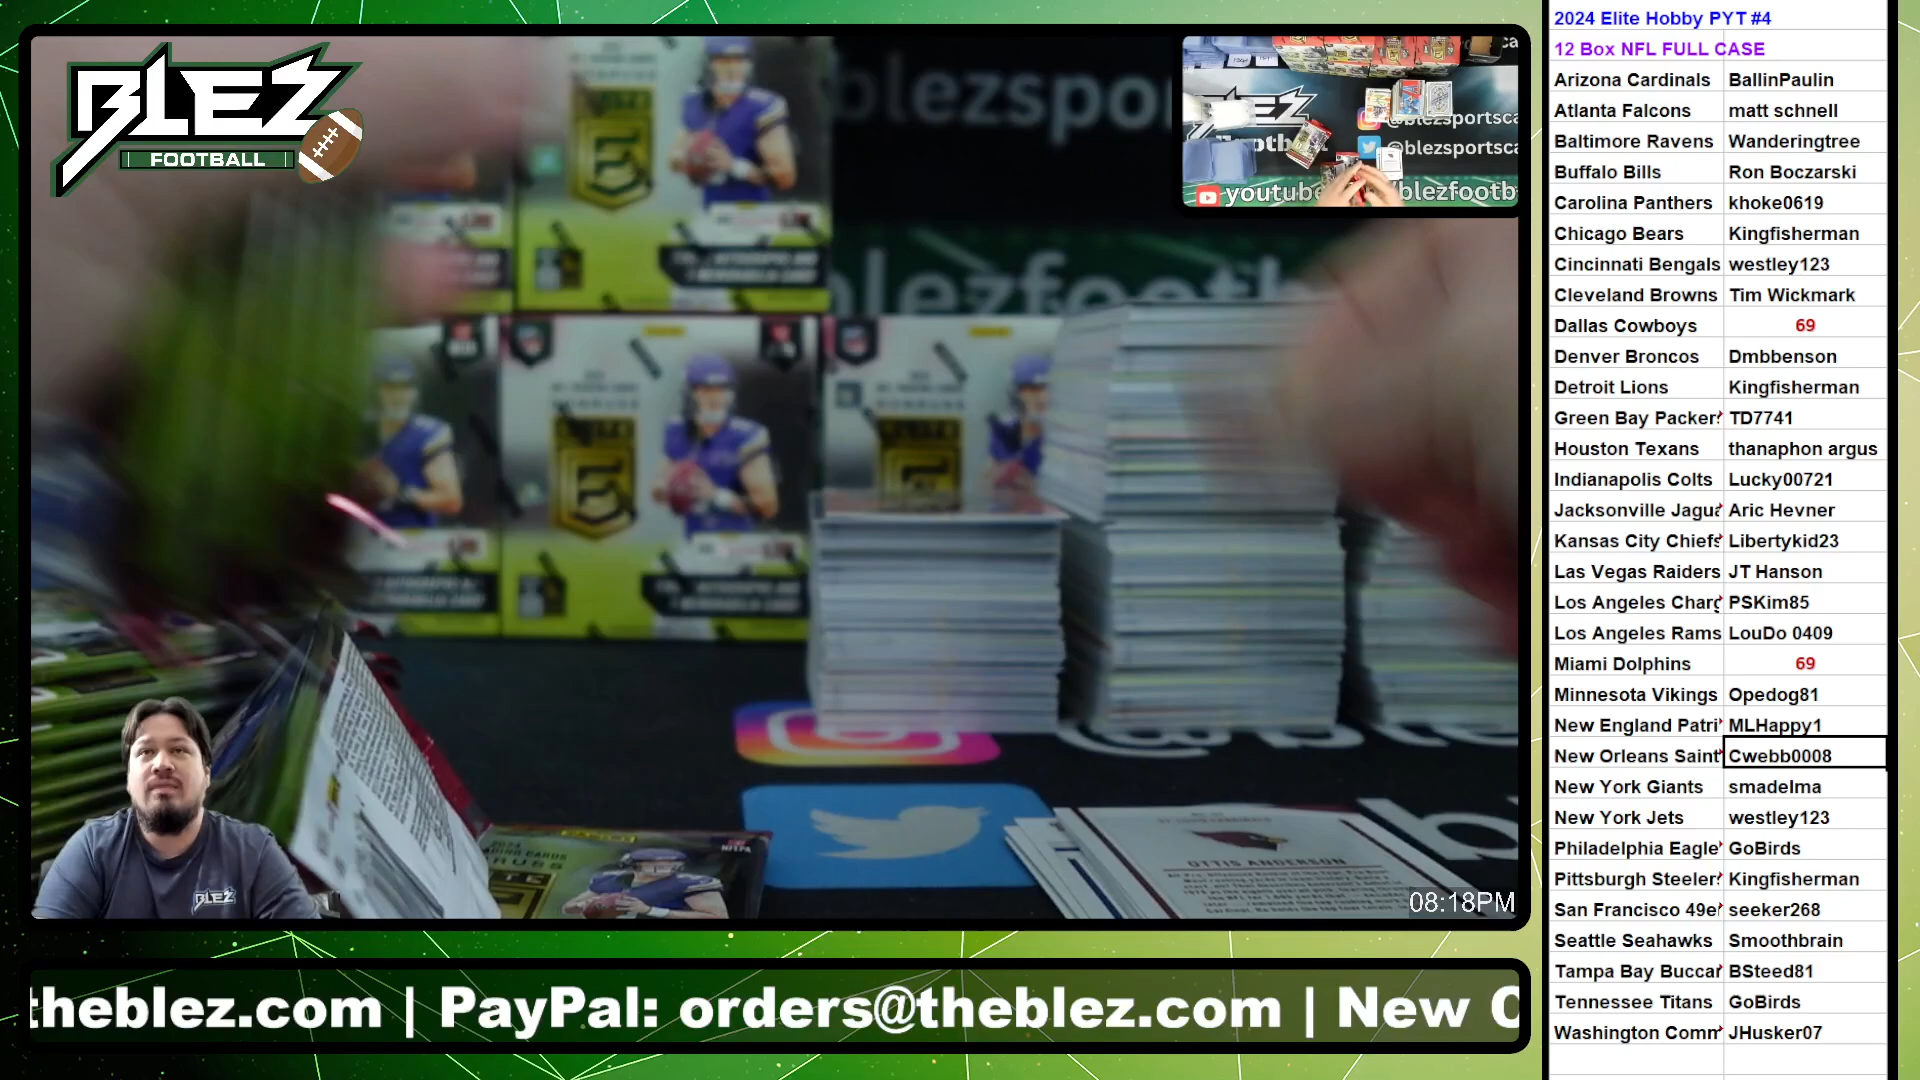 BLEZ
FOOTBALL
blezspo
blezfootb
BLEZ
@blezsportsca
@blezsportsca
youtube
/blezfootb
2024 Elite Hobby PYT #4
12 Box NFL FULL CASE
Arizona Cardinals BallinPaulin
Atlanta Falcons matt schnell
Baltimore Ravens Wanderingtree
Buffalo Bills Ron Boczarski
Carolina Panthers khoke0619
Chicago Bears Kingfisherman
Cincinnati Bengals westley123
Cleveland Browns Tim Wickmark
Dallas Cowboys 69
Denver Broncos Dmbbenson
Detroit Lions Kingfisherman
Green Bay Packer TD7741
Houston Texans thanaphon argus
Indianapolis Colts Lucky00721
Jacksonville Jagua Aric Hevner
Kansas City Chiefs Libertykid23
Las Vegas Raiders JT Hanson
Los Angeles Charg PSKim85
Los Angeles Rams LouDo 0409
Miami Dolphins 69
Minnesota Vikings Opedog81
New England Patri MLHappy1
New Orleans Saint Cwebb0008
New York Giants smadelma
New York Jets westley123
Philadelphia Eagle GoBirds
Pittsburgh Steeler Kingfisherman
San Francisco 49e seeker268
Seattle Seahawks Smoothbrain
Tampa Bay Buccar BSteed81
Tennessee Titans GoBirds
Washington Comm JHusker07
OTTIS ANDERSON
BLEZ
08:18PM
theblez.com | PayPal: orders@theblez.com | New C